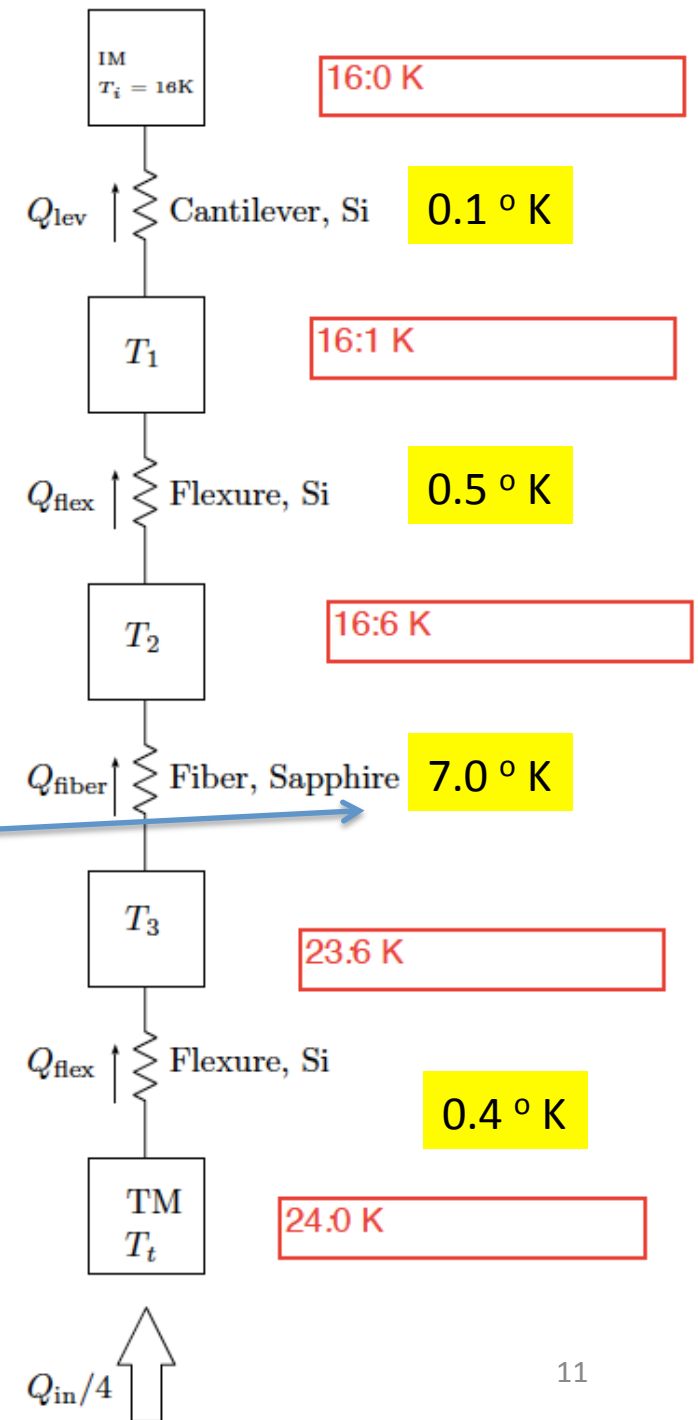 IM
T_i = 16K
16:0 K
Q_lev Cantilever, Si 0.1 º K
T_1
16:1 K
Q_flex Flexure, Si 0.5 º K
T_2
16:6 K
Q_fiber Fiber, Sapphire 7.0 º K
T_3
23:6 K
Q_flex Flexure, Si
0.4 º K
TM
T_t
24:0 K
Q_in/4
11